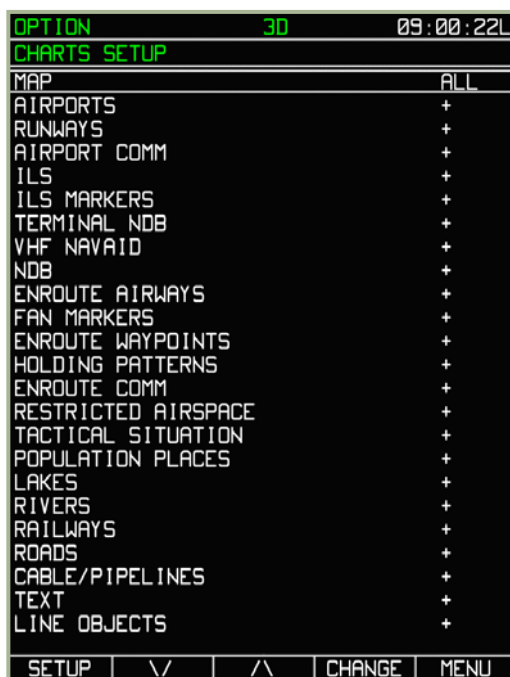 OPTION 3D 09:00:22L
CHARTS SETUP
MAP ALL
AIRPORTS +
RUNWAYS +
AIRPORT COMM +
ILS +
ILS MARKERS +
TERMINAL NDB +
VHF NAVAID +
NDB +
ENROUTE AIRWAYS +
FAN MARKERS +
ENROUTE WAYPOINTS +
HOLDING PATTERNS +
ENROUTE COMM +
RESTRICTED AIRSPACE +
TACTICAL SITUATION +
POPULATION PLACES +
LAKES +
RIVERS +
RAILWAYS +
ROADS +
CABLE/PIPELINES +
TEXT +
LINE OBJECTS +
SETUP \/ /\ CHANGE MENU